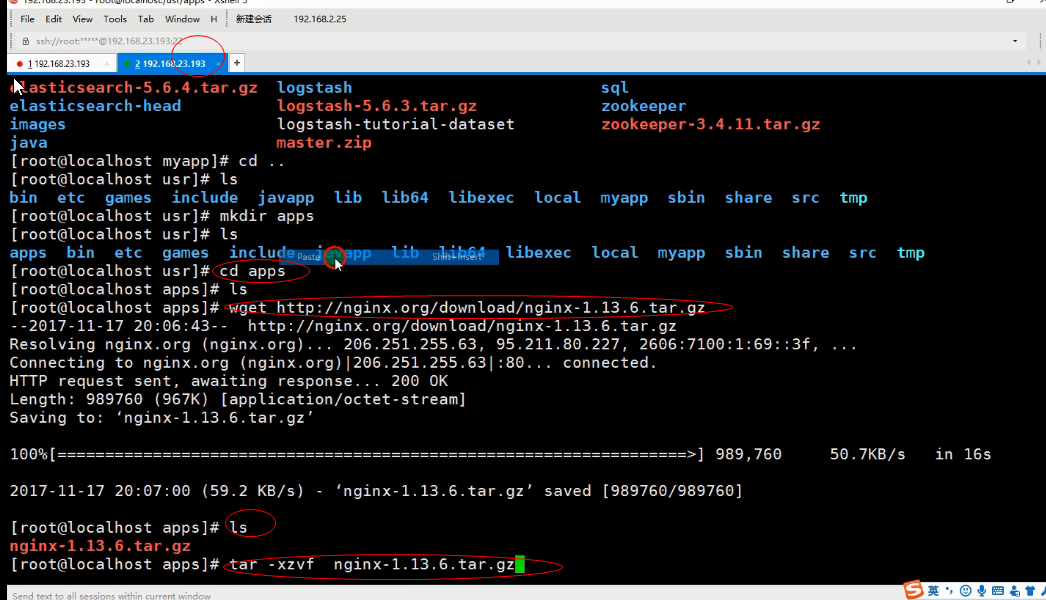 192.168.23.193 - root@localhost:/usr/apps - Xshell 5
File Edit View Tools Tab Window H 新建会话 192.168.2.25
ssh://root:*****@192.168.23.193:22
1 192.168.23.193 2 192.168.23.193 +
elasticsearch-5.6.4.tar.gz logstash sql
elasticsearch-head logstash-5.6.3.tar.gz zookeeper
images logstash-tutorial-dataset zookeeper-3.4.11.tar.gz
java master.zip
[root@localhost myapp]# cd ..
[root@localhost usr]# ls
bin etc games include javapp lib lib64 libexec local myapp sbin share src tmp
[root@localhost usr]# mkdir apps
[root@localhost usr]# ls
apps bin etc games include javapp lib lib64 libexec local myapp sbin share src tmp
Paste Shift+Insert
[root@localhost usr]# cd apps
[root@localhost apps]# ls
[root@localhost apps]# wget http://nginx.org/download/nginx-1.13.6.tar.gz
--2017-11-17 20:06:43-- http://nginx.org/download/nginx-1.13.6.tar.gz
Resolving nginx.org (nginx.org)... 206.251.255.63, 95.211.80.227, 2606:7100:1:69::3f, ...
Connecting to nginx.org (nginx.org)|206.251.255.63|:80... connected.
HTTP request sent, awaiting response... 200 OK
Length: 989760 (967K) [application/octet-stream]
Saving to: ‘nginx-1.13.6.tar.gz’
100%[==================================================================>] 989,760 50.7KB/s in 16s
2017-11-17 20:07:00 (59.2 KB/s) - ‘nginx-1.13.6.tar.gz’ saved [989760/989760]
[root@localhost apps]# ls
nginx-1.13.6.tar.gz
[root@localhost apps]# tar -xzvf nginx-1.13.6.tar.gz
Send text to all sessions within current window
S 英